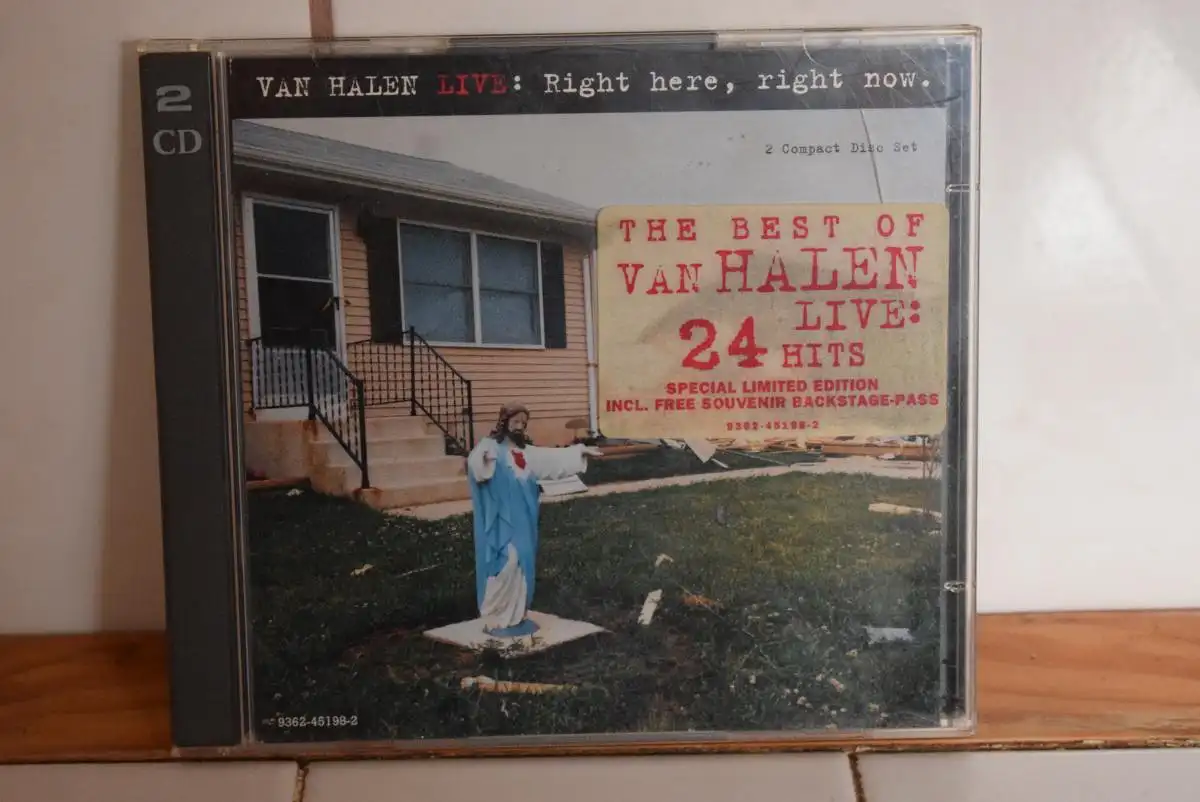 2
CD
VAN HALEN LIVE: Right here, right now.
2 Compact Disc Set
THE BEST OF
VAN HALEN
LIVE:
24 HITS
SPECIAL LIMITED EDITION
INCL. FREE SOUVENIR BACKSTAGE-PASS
9362-45198-2
9362-45198-2